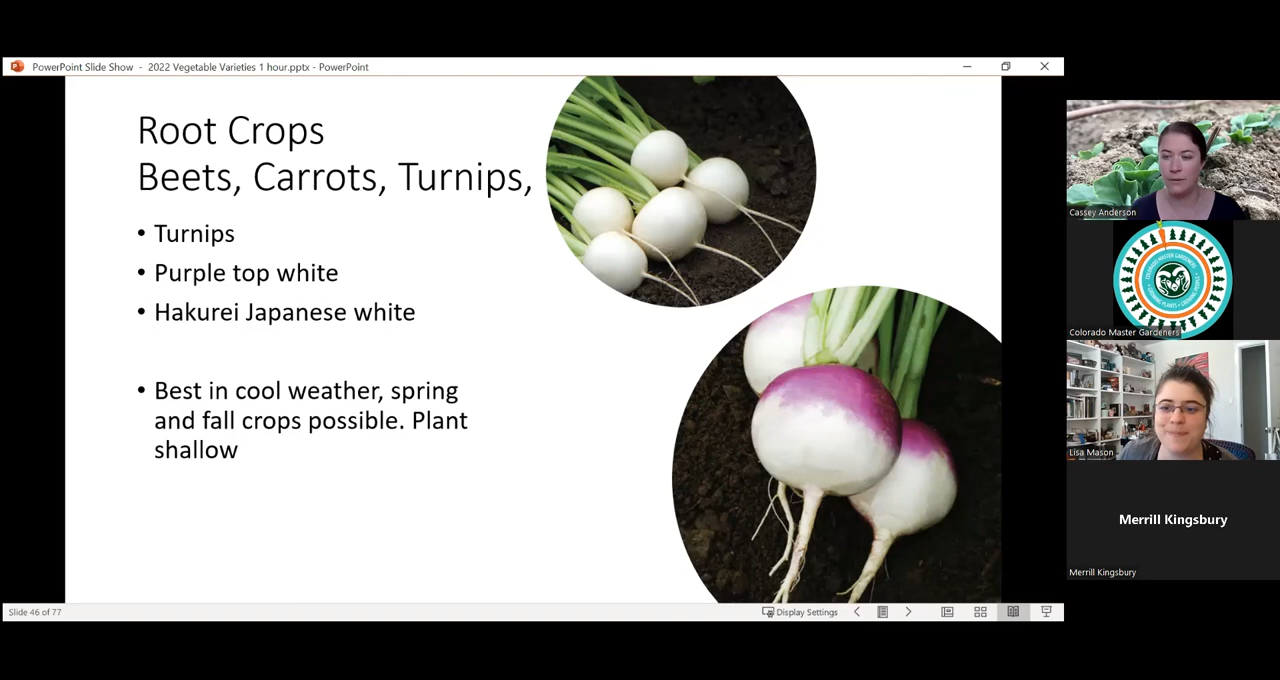 PowerPoint Slide Show - 2022 Vegetable Varieties 1 hour.pptx - PowerPoint
Root Crops
Beets, Carrots, Turnips,
• Turnips
• Purple top white
• Hakurei Japanese white
• Best in cool weather, spring
and fall crops possible. Plant
shallow
Slide 46 of 77
Display Settings
Cassey Anderson
Colorado Master Gardeners
Lisa Mason
Merrill Kingsbury
Merrill Kingsbury